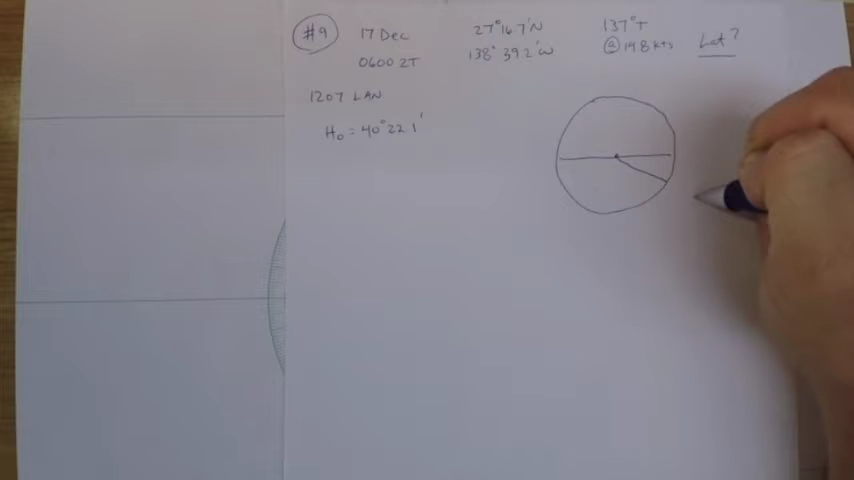 #9 17 Dec 27°16.7'N 137°T
0600 ZT 138°39.2'W @ 19.8 kts Lat?
1207 LAN
Ho = 40°22.1'